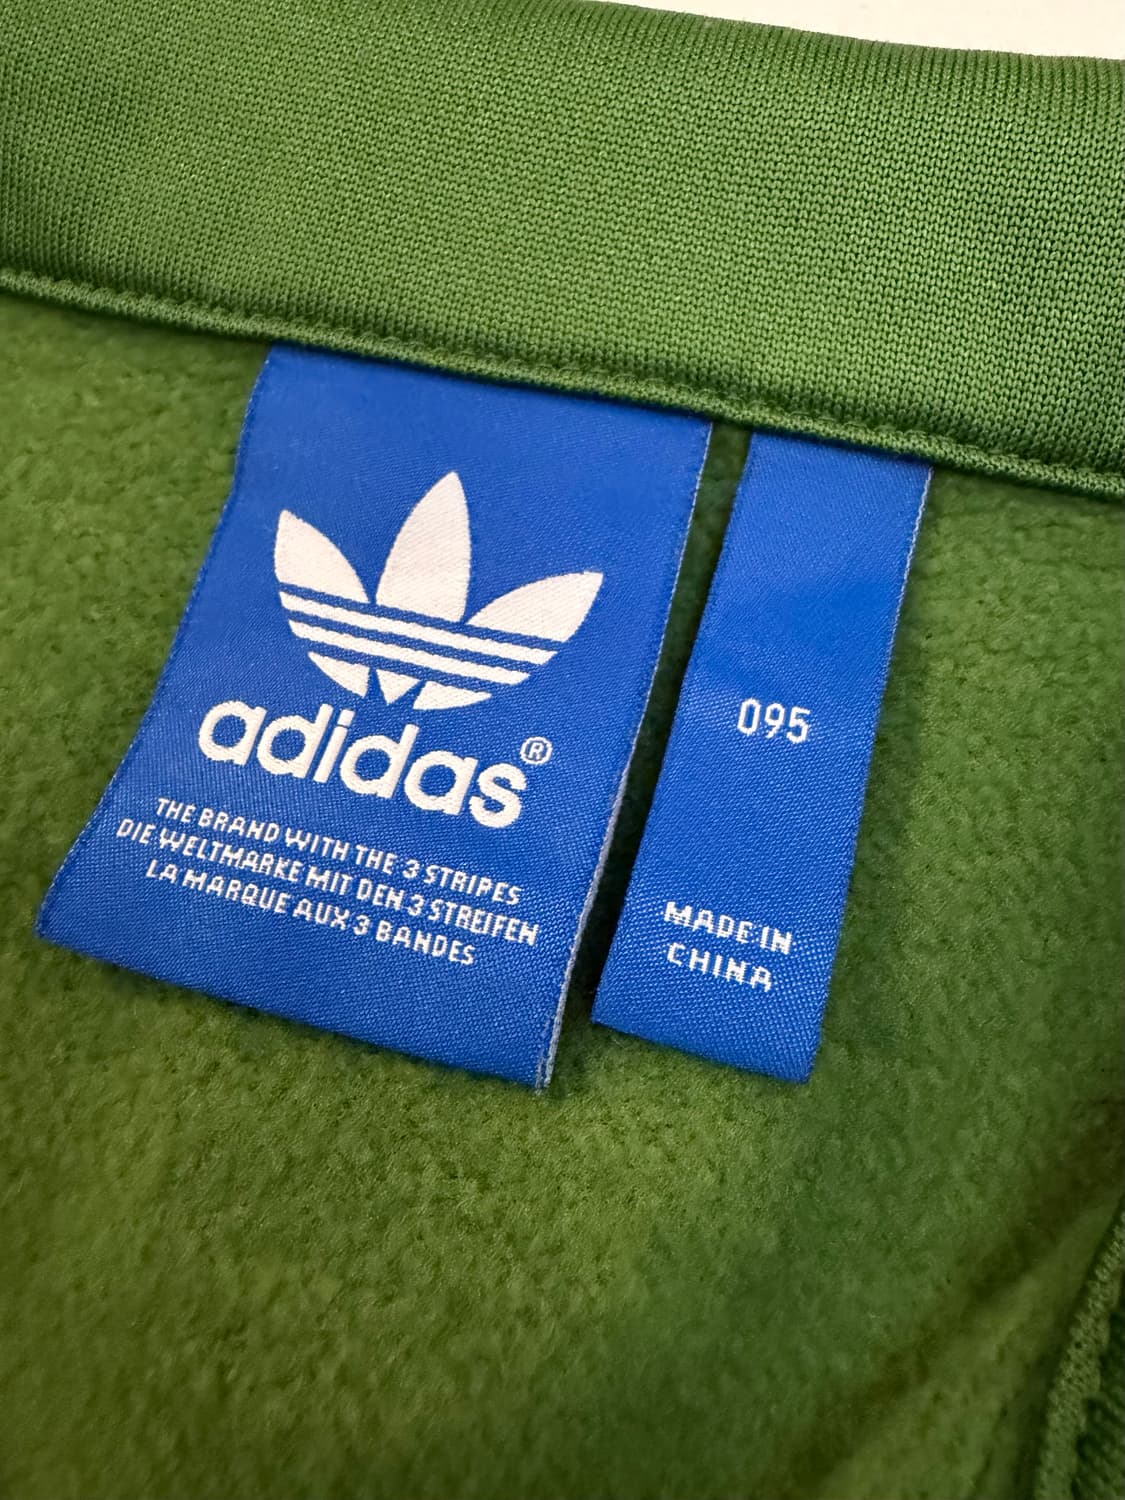 adidas®
THE BRAND WITH THE 3 STRIPES
DIE WELTMARKE MIT DEN 3 STREIFEN
LA MARQUE AUX 3 BANDES
095
MADE IN
CHINA